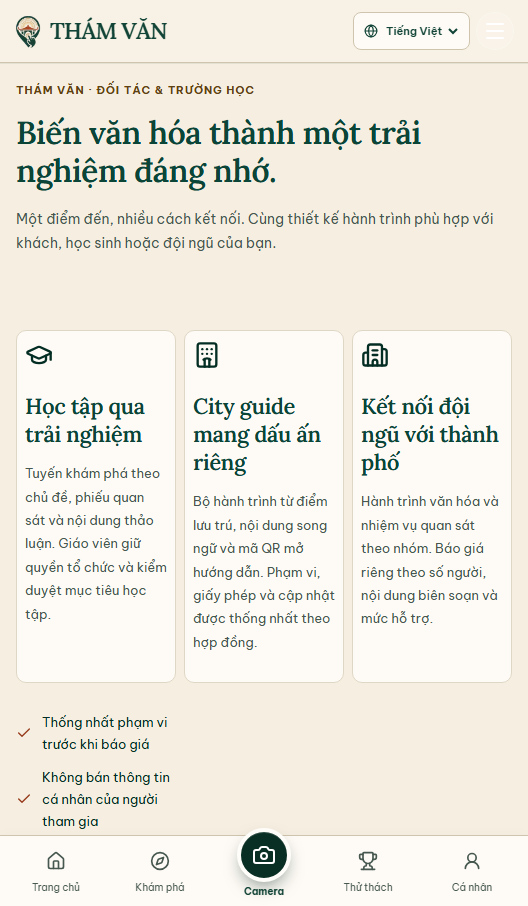 THÁM VĂN
Tiếng Việt
THÁM VĂN · ĐỐI TÁC & TRƯỜNG HỌC
Biến văn hóa thành một trải
nghiệm đáng nhớ.
Một điểm đến, nhiều cách kết nối. Cùng thiết kế hành trình phù hợp với
khách, học sinh hoặc đội ngũ của bạn.
Học tập qua
trải nghiệm
Tuyến khám phá theo
chủ đề, phiếu quan
sát và nội dung thảo
luận. Giáo viên giữ
quyền tổ chức và kiểm
duyệt mục tiêu học
tập.
City guide
mang dấu ấn
riêng
Bộ hành trình từ điểm
lưu trú, nội dung song
ngữ và mã QR mở
hướng dẫn. Phạm vi,
giấy phép và cập nhật
được thống nhất theo
hợp đồng.
Kết nối đội
ngũ với thành
phố
Hành trình văn hóa và
nhiệm vụ quan sát
theo nhóm. Báo giá
riêng theo số người,
nội dung biên soạn và
mức hỗ trợ.
Thống nhất phạm vi
trước khi báo giá
Không bán thông tin
cá nhân của người
tham gia
Trang chủ
Khám phá
Camera
Thử thách
Cá nhân